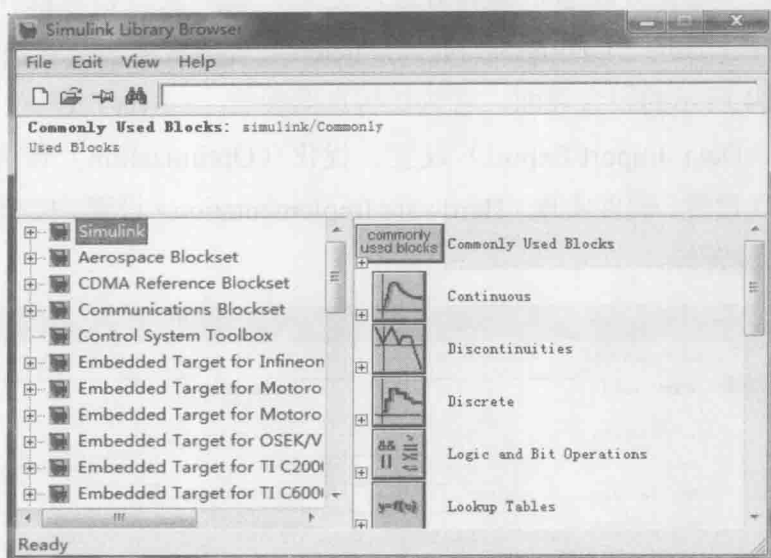 Simulink Library Browser
File Edit View Help
Commonly Used Blocks: simulink/Commonly
Used Blocks
Simulink
Aerospace Blockset
CDMA Reference Blockset
Communications Blockset
Control System Toolbox
Embedded Target for Infineon
Embedded Target for Motoro
Embedded Target for Motoro
Embedded Target for OSEK/V
Embedded Target for TI C2000
Embedded Target for TI C6000
commonly
used blocks
Commonly Used Blocks
Continuous
Discontinuities
Discrete
Logic and Bit Operations
y=f(u)
Lookup Tables
Ready